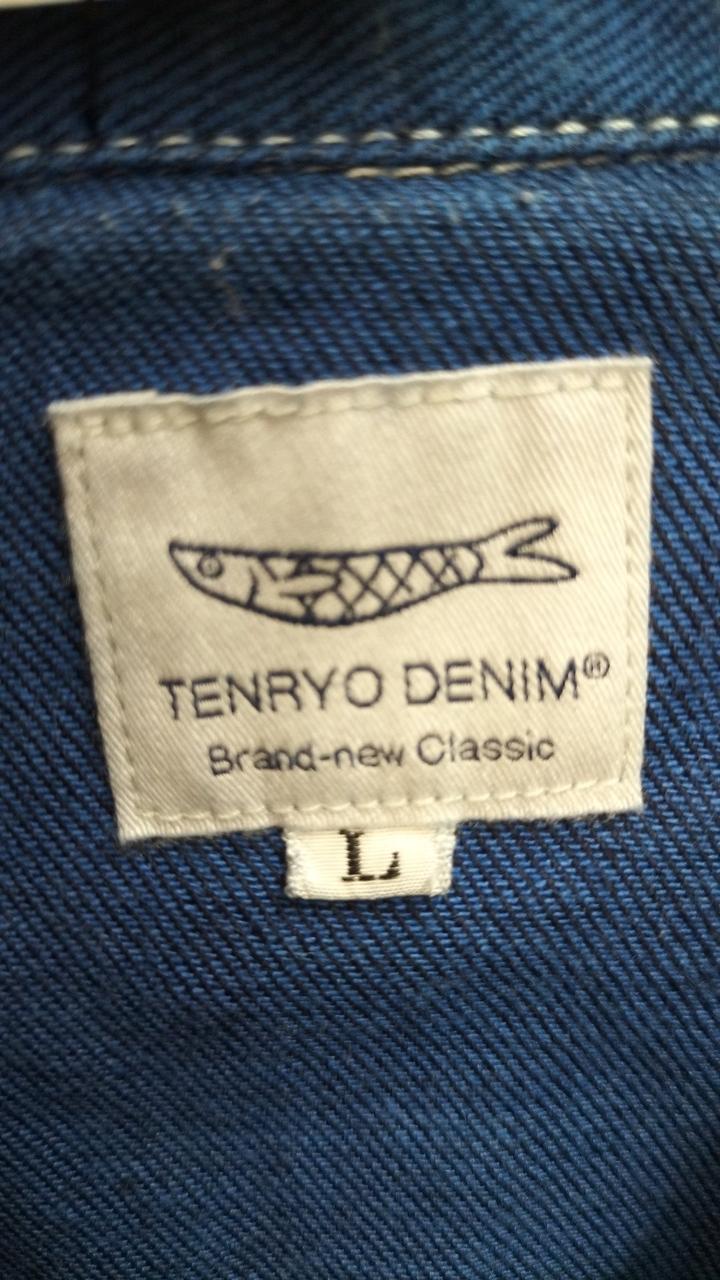 TENRYO DENIM®
Brand-new Classic
L